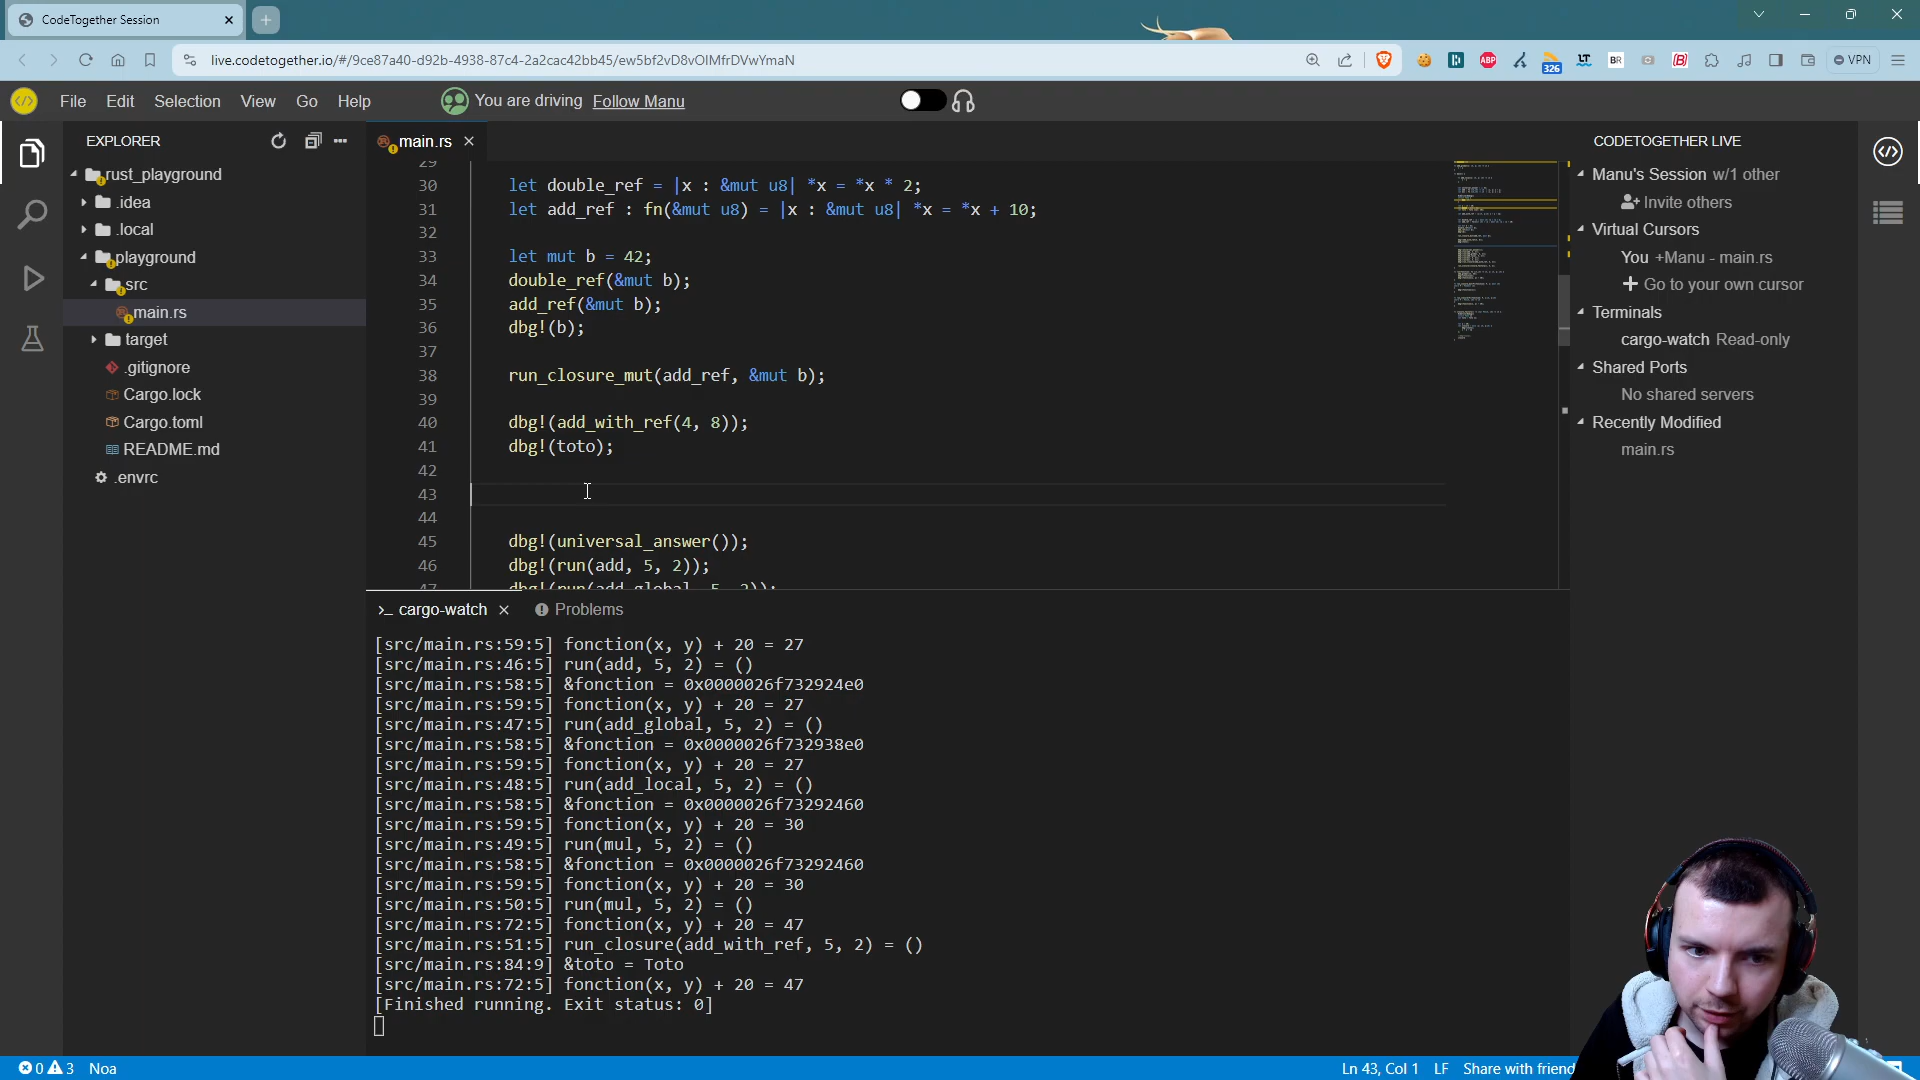 CodeTogether Session
live.codetogether.io/#/9ce87a40-d92b-4938-87c4-2a2cac42bb45/ew5bf2vD8vOIMfrDVwYmaN
ABP
326
LT
BR
VPN
File Edit Selection View Go Help
You are driving Follow Manu
EXPLORER
rust_playground
.idea
.local
playground
src
main.rs
target
.gitignore
Cargo.lock
Cargo.toml
README.md
.envrc
main.rs
29
30 let double_ref = |x : &mut u8| *x = *x * 2;
31 let add_ref : fn(&mut u8) = |x : &mut u8| *x = *x + 10;
32
33 let mut b = 42;
34 double_ref(&mut b);
35 add_ref(&mut b);
36 dbg!(b);
37
38 run_closure_mut(add_ref, &mut b);
39
40 dbg!(add_with_ref(4, 8));
41 dbg!(toto);
42
43
44
45 dbg!(universal_answer());
46 dbg!(run(add, 5, 2));
47 dbg!(run(add_global, 5, 2));
cargo-watch
Problems
[src/main.rs:59:5] fonction(x, y) + 20 = 27
[src/main.rs:46:5] run(add, 5, 2) = ()
[src/main.rs:58:5] &fonction = 0x0000026f732924e0
[src/main.rs:59:5] fonction(x, y) + 20 = 27
[src/main.rs:47:5] run(add_global, 5, 2) = ()
[src/main.rs:58:5] &fonction = 0x0000026f732938e0
[src/main.rs:59:5] fonction(x, y) + 20 = 27
[src/main.rs:48:5] run(add_local, 5, 2) = ()
[src/main.rs:58:5] &fonction = 0x0000026f73292460
[src/main.rs:59:5] fonction(x, y) + 20 = 30
[src/main.rs:49:5] run(mul, 5, 2) = ()
[src/main.rs:58:5] &fonction = 0x0000026f73292460
[src/main.rs:59:5] fonction(x, y) + 20 = 30
[src/main.rs:50:5] run(mul, 5, 2) = ()
[src/main.rs:72:5] fonction(x, y) + 20 = 47
[src/main.rs:51:5] run_closure(add_with_ref, 5, 2) = ()
[src/main.rs:84:9] &toto = Toto
[src/main.rs:72:5] fonction(x, y) + 20 = 47
[Finished running. Exit status: 0]
CODETOGETHER LIVE
Manu's Session w/1 other
Invite others
Virtual Cursors
You +Manu - main.rs
Go to your own cursor
Terminals
cargo-watch Read-only
Shared Ports
No shared servers
Recently Modified
main.rs
0 3 Noa
Ln 43, Col 1 LF Share with friend